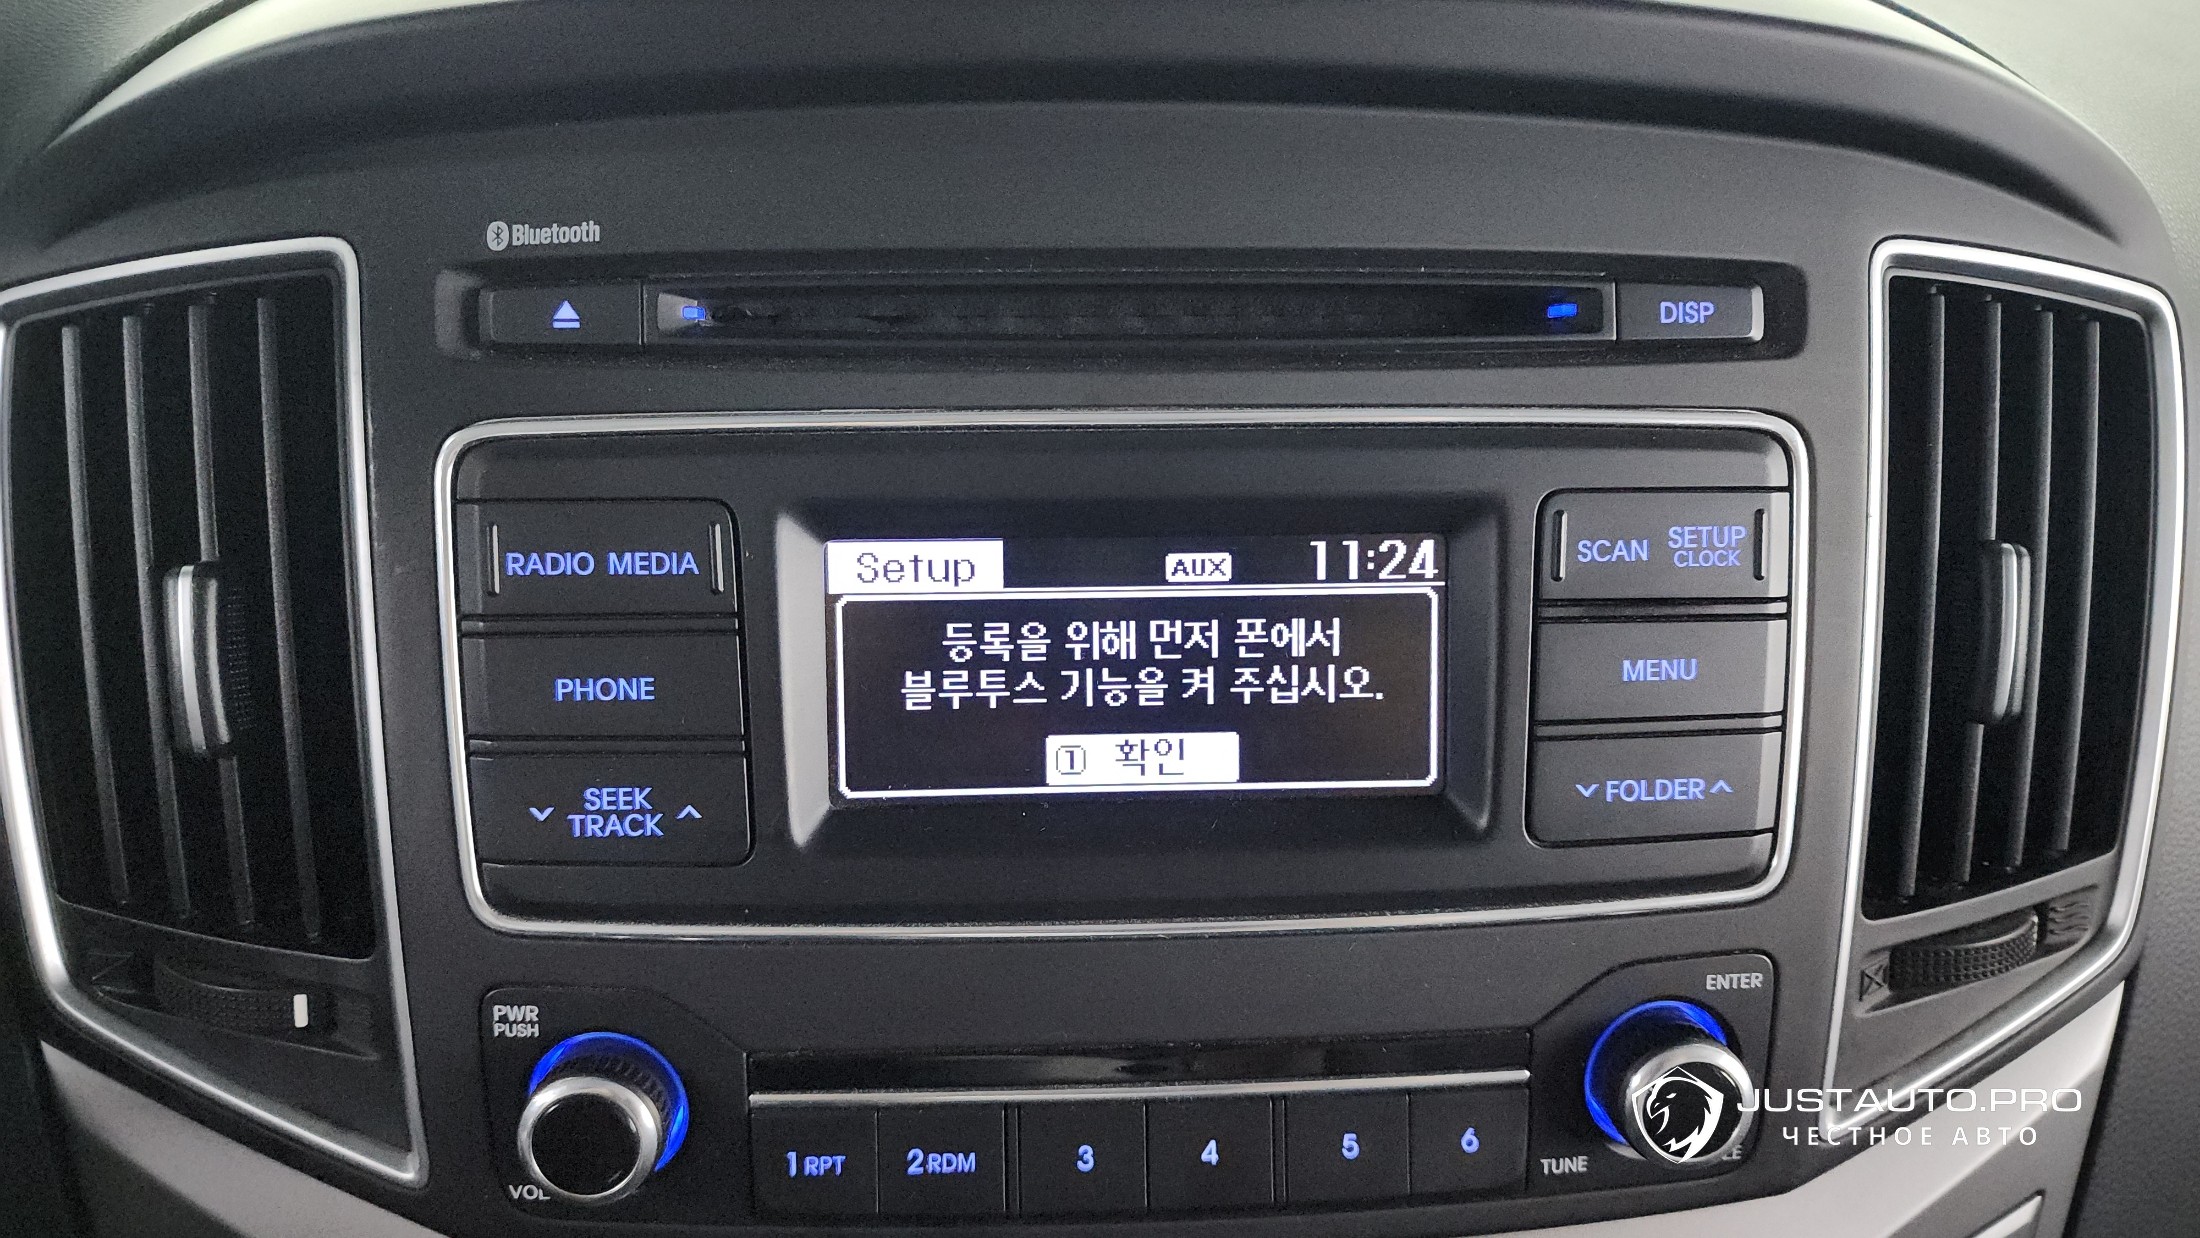 Bluetooth
DISP
RADIO MEDIA
PHONE
SEEK
TRACK
Setup AUX 11:24
등록을 위해 먼저 폰에서
블루투스 기능을 켜 주십시오.
1 확인
SCAN SETUP
CLOCK
MENU
FOLDER
PWR
PUSH
VOL
1 RPT
2 RDM
3
4
5
6
ENTER
TUNE
JUSTAUTO.PRO
ЧЕСТНОЕ АВТО